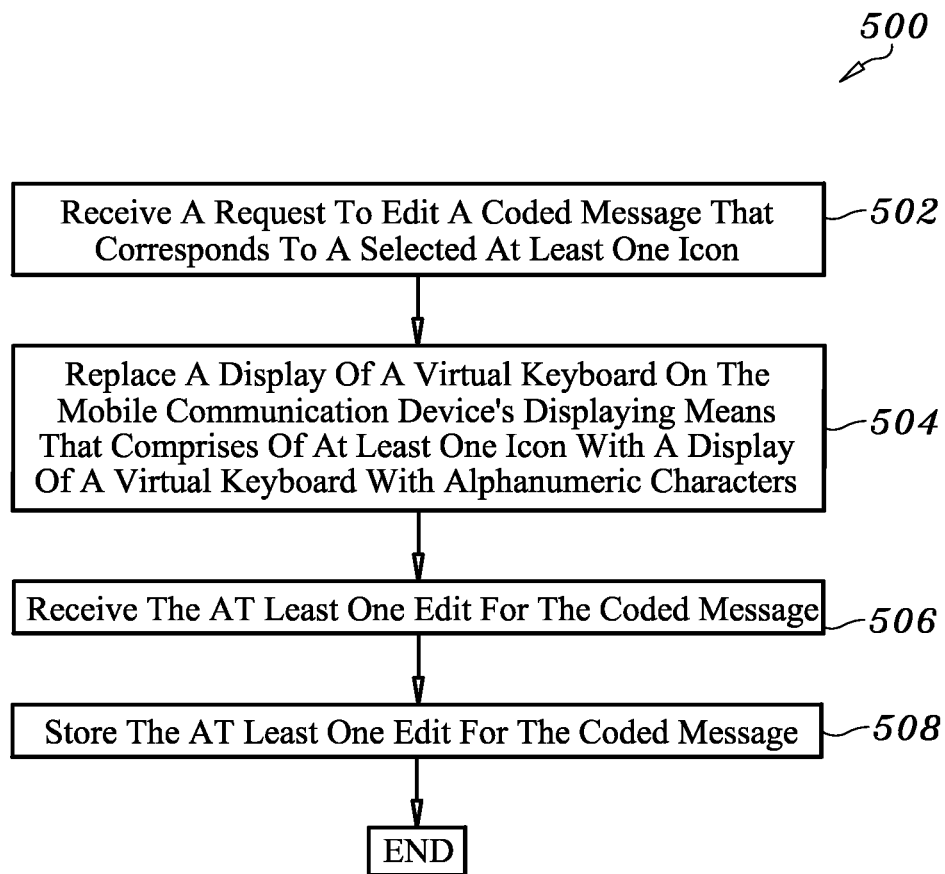 500
Receive A Request To Edit A Coded Message That
Corresponds To A Selected At Least One Icon
502
Replace A Display Of A Virtual Keyboard On The
Mobile Communication Device's Displaying Means
That Comprises Of At Least One Icon With A Display
Of A Virtual Keyboard With Alphanumeric Characters
504
Receive The AT Least One Edit For The Coded Message
506
Store The AT Least One Edit For The Coded Message
508
END